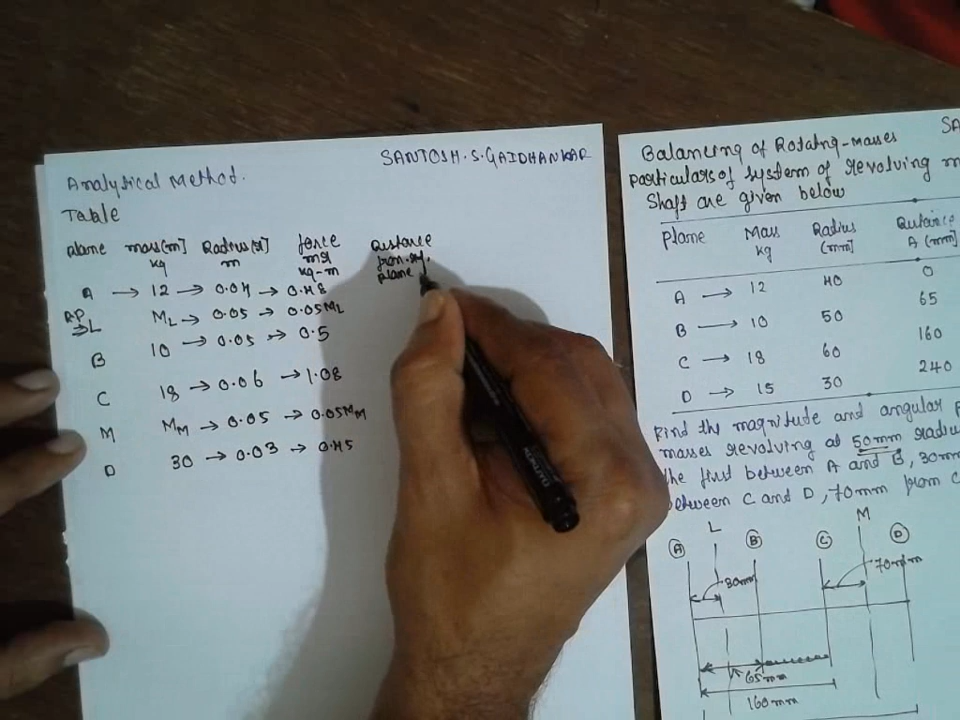 SANTOSH.S.GAIDHANKAR
Analytical Method.
Table
plane mass(m) Radius(r) force Distance
kg m mr from ref.
kg-m plane
A → 12 → 0.04 → 0.48
RP
⇒ L ML → 0.05 → 0.05ML
B 10 → 0.05 → 0.5
C 18 → 0.06 → 1.08
M MM → 0.05 → 0.05MM
D 30 → 0.03 → 0.45
SA
Balancing of Rotating-masses
particulars of system of revolving m
Shaft are given below
Plane Mass Radius Distance
kg (mm) A (mm)
A → 12 40 0
B → 10 50 65
C → 18 60 160
D → 15 30 240
Find the magnitude and angular p
masses revolving at 50mm radiu
the first between A and B, 30mm
between C and D, 70mm from C
L M
A B C D
30mm 70mm
65mm
160mm